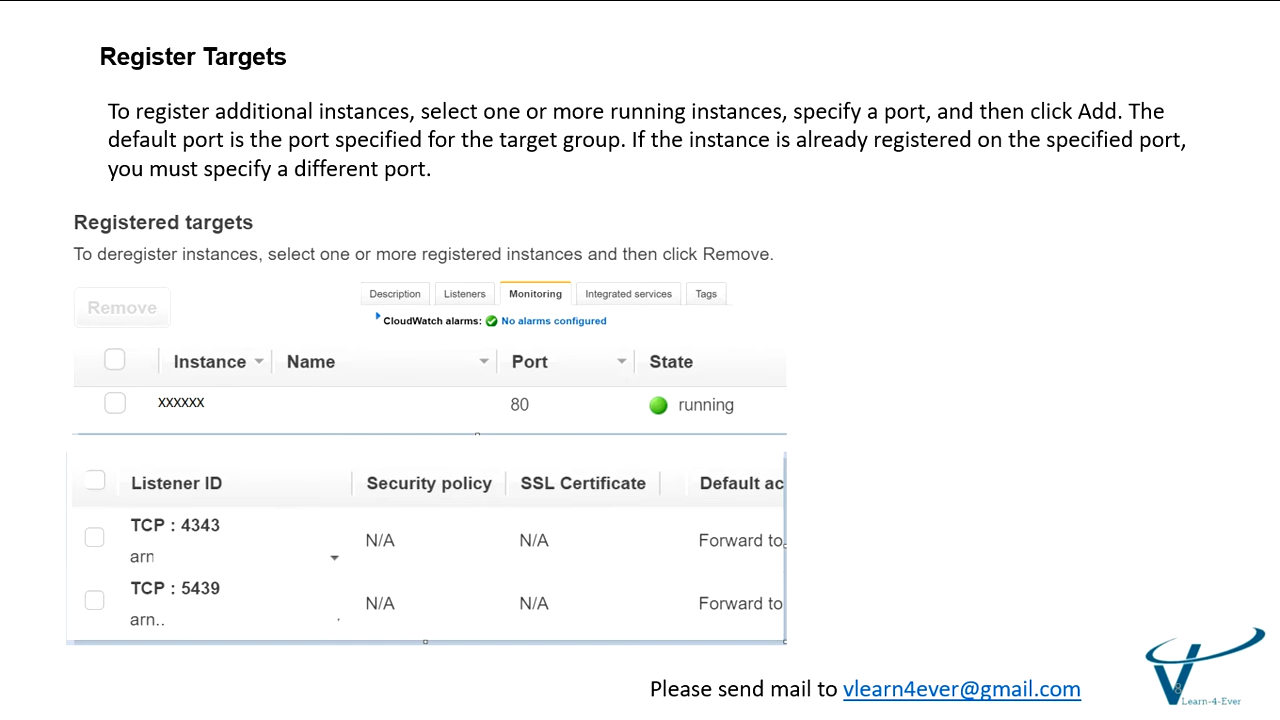 Register Targets
To register additional instances, select one or more running instances, specify a port, and then click Add. The
default port is the port specified for the target group. If the instance is already registered on the specified port,
you must specify a different port.
Registered targets
To deregister instances, select one or more registered instances and then click Remove.
Remove
Description Listeners Monitoring Integrated services Tags
CloudWatch alarms: No alarms configured
Instance Name Port State
XXXXXX 80 running
Listener ID Security policy SSL Certificate Default ac
TCP : 4343
arn
N/A N/A Forward to
TCP : 5439
arn..
N/A N/A Forward to
Please send mail to vlearn4ever@gmail.com
8
Learn-4-Ever